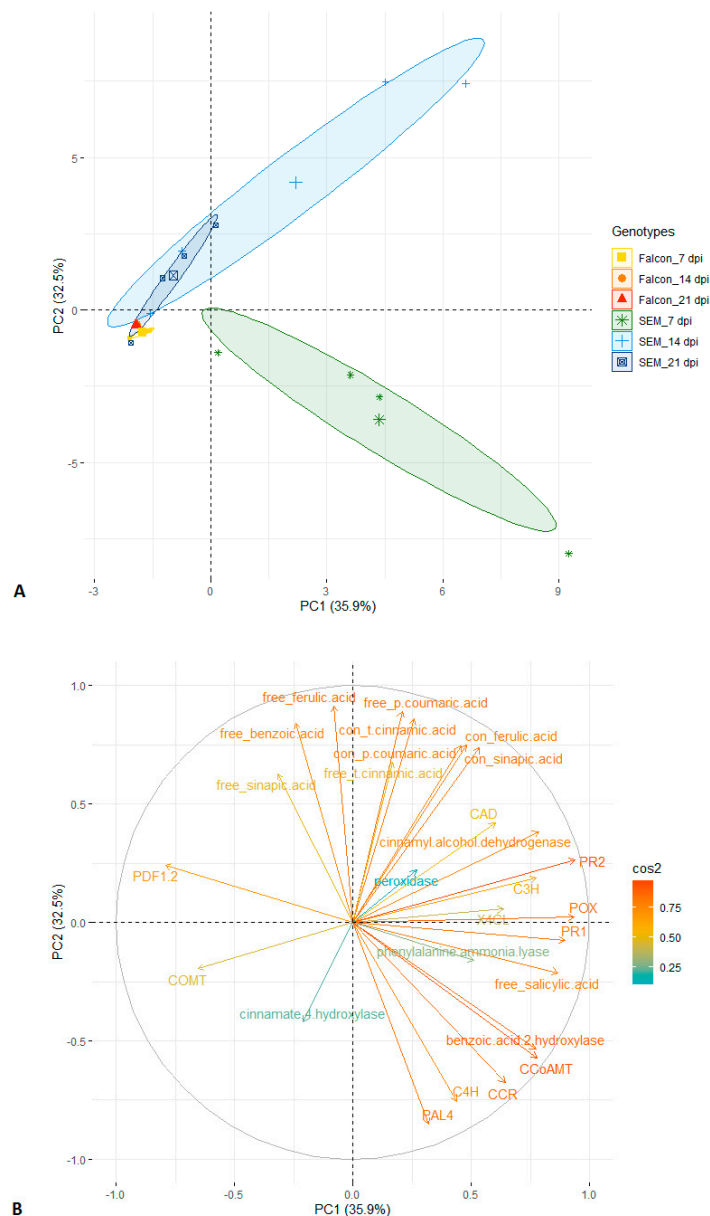 5
0
-5
PC2 (32.5%)
-3
0
3
6
9
PC1 (35.9%)
A
Genotypes
Falcon_7 dpi
Falcon_14 dpi
Falcon_21 dpi
SEM_7 dpi
SEM_14 dpi
SEM_21 dpi
1.0
0.5
0.0
-0.5
-1.0
PC2 (32.5%)
free_ferulic.acid
free_p.coumaric.acid
free_benzoic.acid
con_t.cinnamic.acid
con_ferulic.acid
con_p.coumaric.acid
con_sinapic.acid
free_t.cinnamic.acid
free_sinapic.acid
CAD
cinnamyl.alcohol.dehydrogenase
PDF1.2
peroxidase
PR2
C3H
POX
X4CL
PR1
phenylalanine.ammonia.lyase
COMT
free_salicylic.acid
cinnamate.4.hydroxylase
benzoic.acid.2.hydroxylase
CCoAMT
C4H
CCR
PAL4
-1.0
-0.5
0.0
0.5
1.0
PC1 (35.9%)
B
cos2
0.75
0.50
0.25